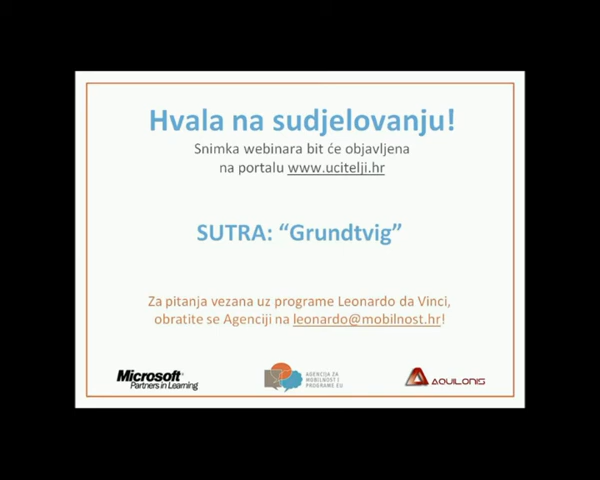 Hvala na sudjelovanju!
Snimka webinara bit će objavljena
na portalu www.ucitelji.hr
SUTRA: “Grundtvig”
Za pitanja vezana uz programe Leonardo da Vinci,
obratite se Agenciji na leonardo@mobilnost.hr!
Microsoft
Partners in Learning
AGENCIJA ZA
MOBILNOST I
PROGRAME EU
AQUILONIS